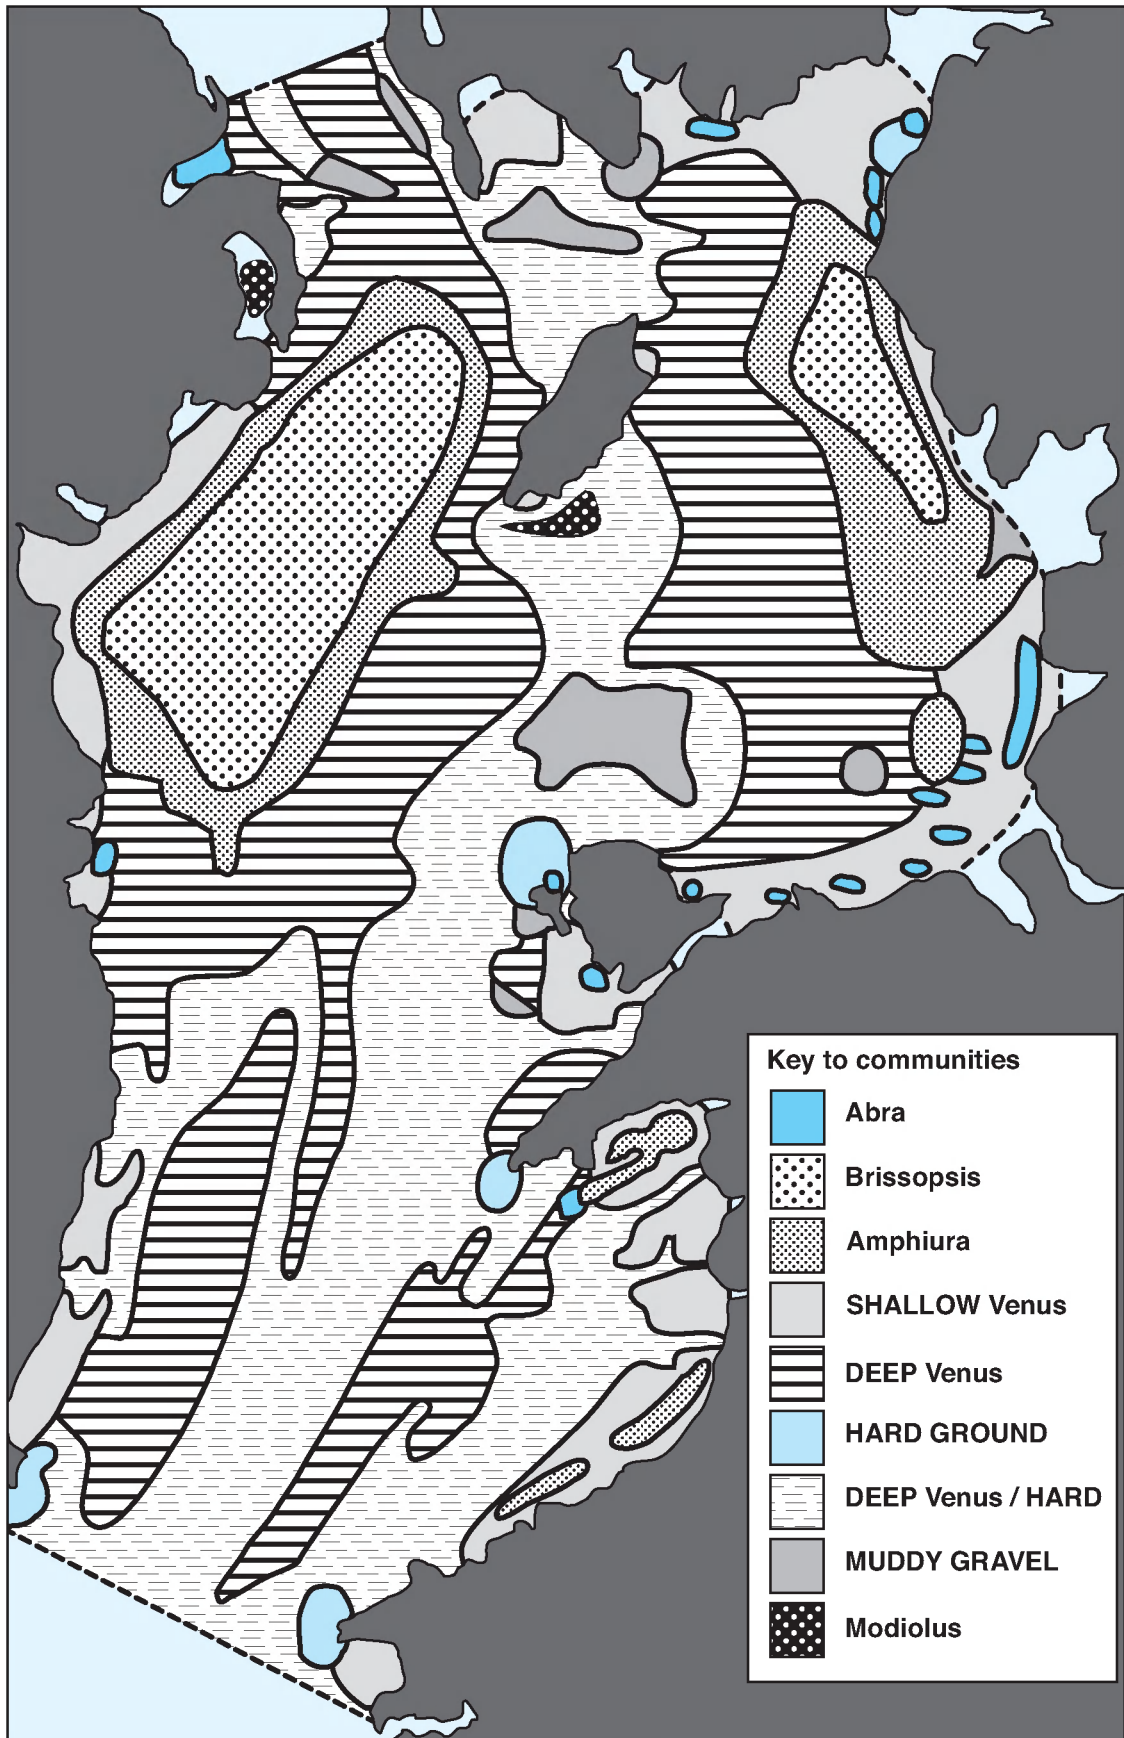 Key to communities
Abra
Brissopsis
Amphiura
SHALLOW Venus
DEEP Venus
HARD GROUND
DEEP Venus / HARD
MUDDY GRAVEL
Modiolus